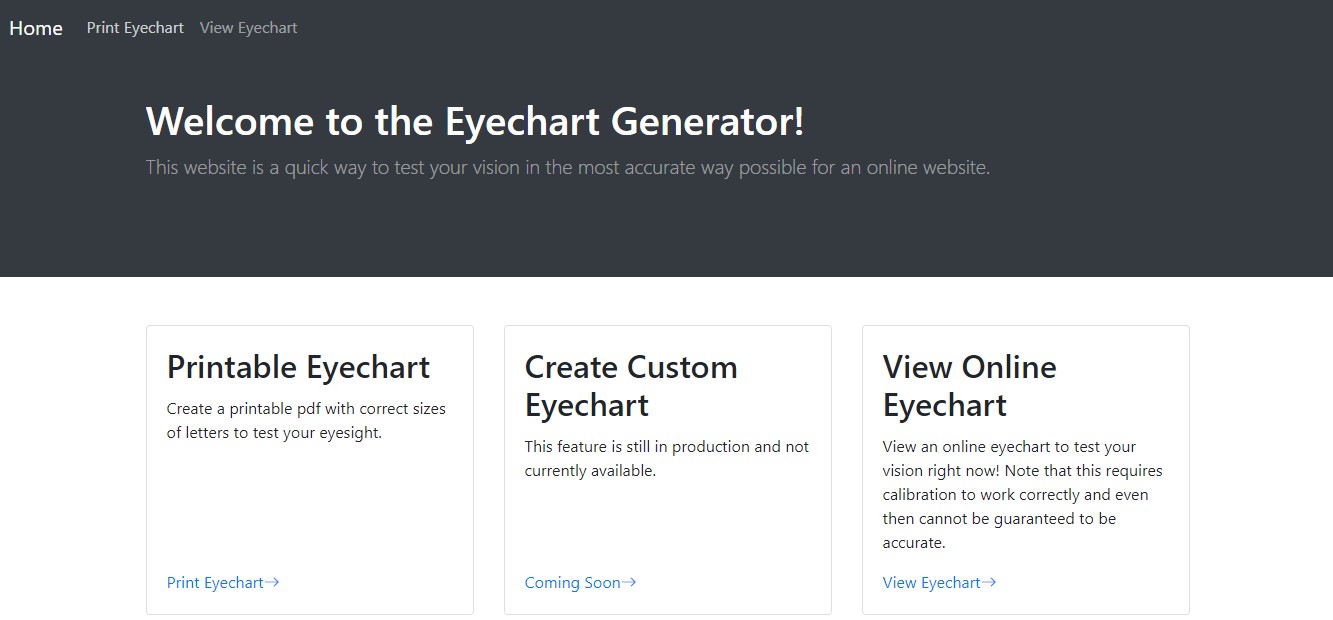 Home Print Eyechart View Eyechart
Welcome to the Eyechart Generator!
This website is a quick way to test your vision in the most accurate way possible for an online website.
Printable Eyechart
Create a printable pdf with correct sizes
of letters to test your eyesight.
Print Eyechart→
Create Custom
Eyechart
This feature is still in production and not
currently available.
Coming Soon→
View Online
Eyechart
View an online eyechart to test your
vision right now! Note that this requires
calibration to work correctly and even
then cannot be guaranteed to be
accurate.
View Eyechart→